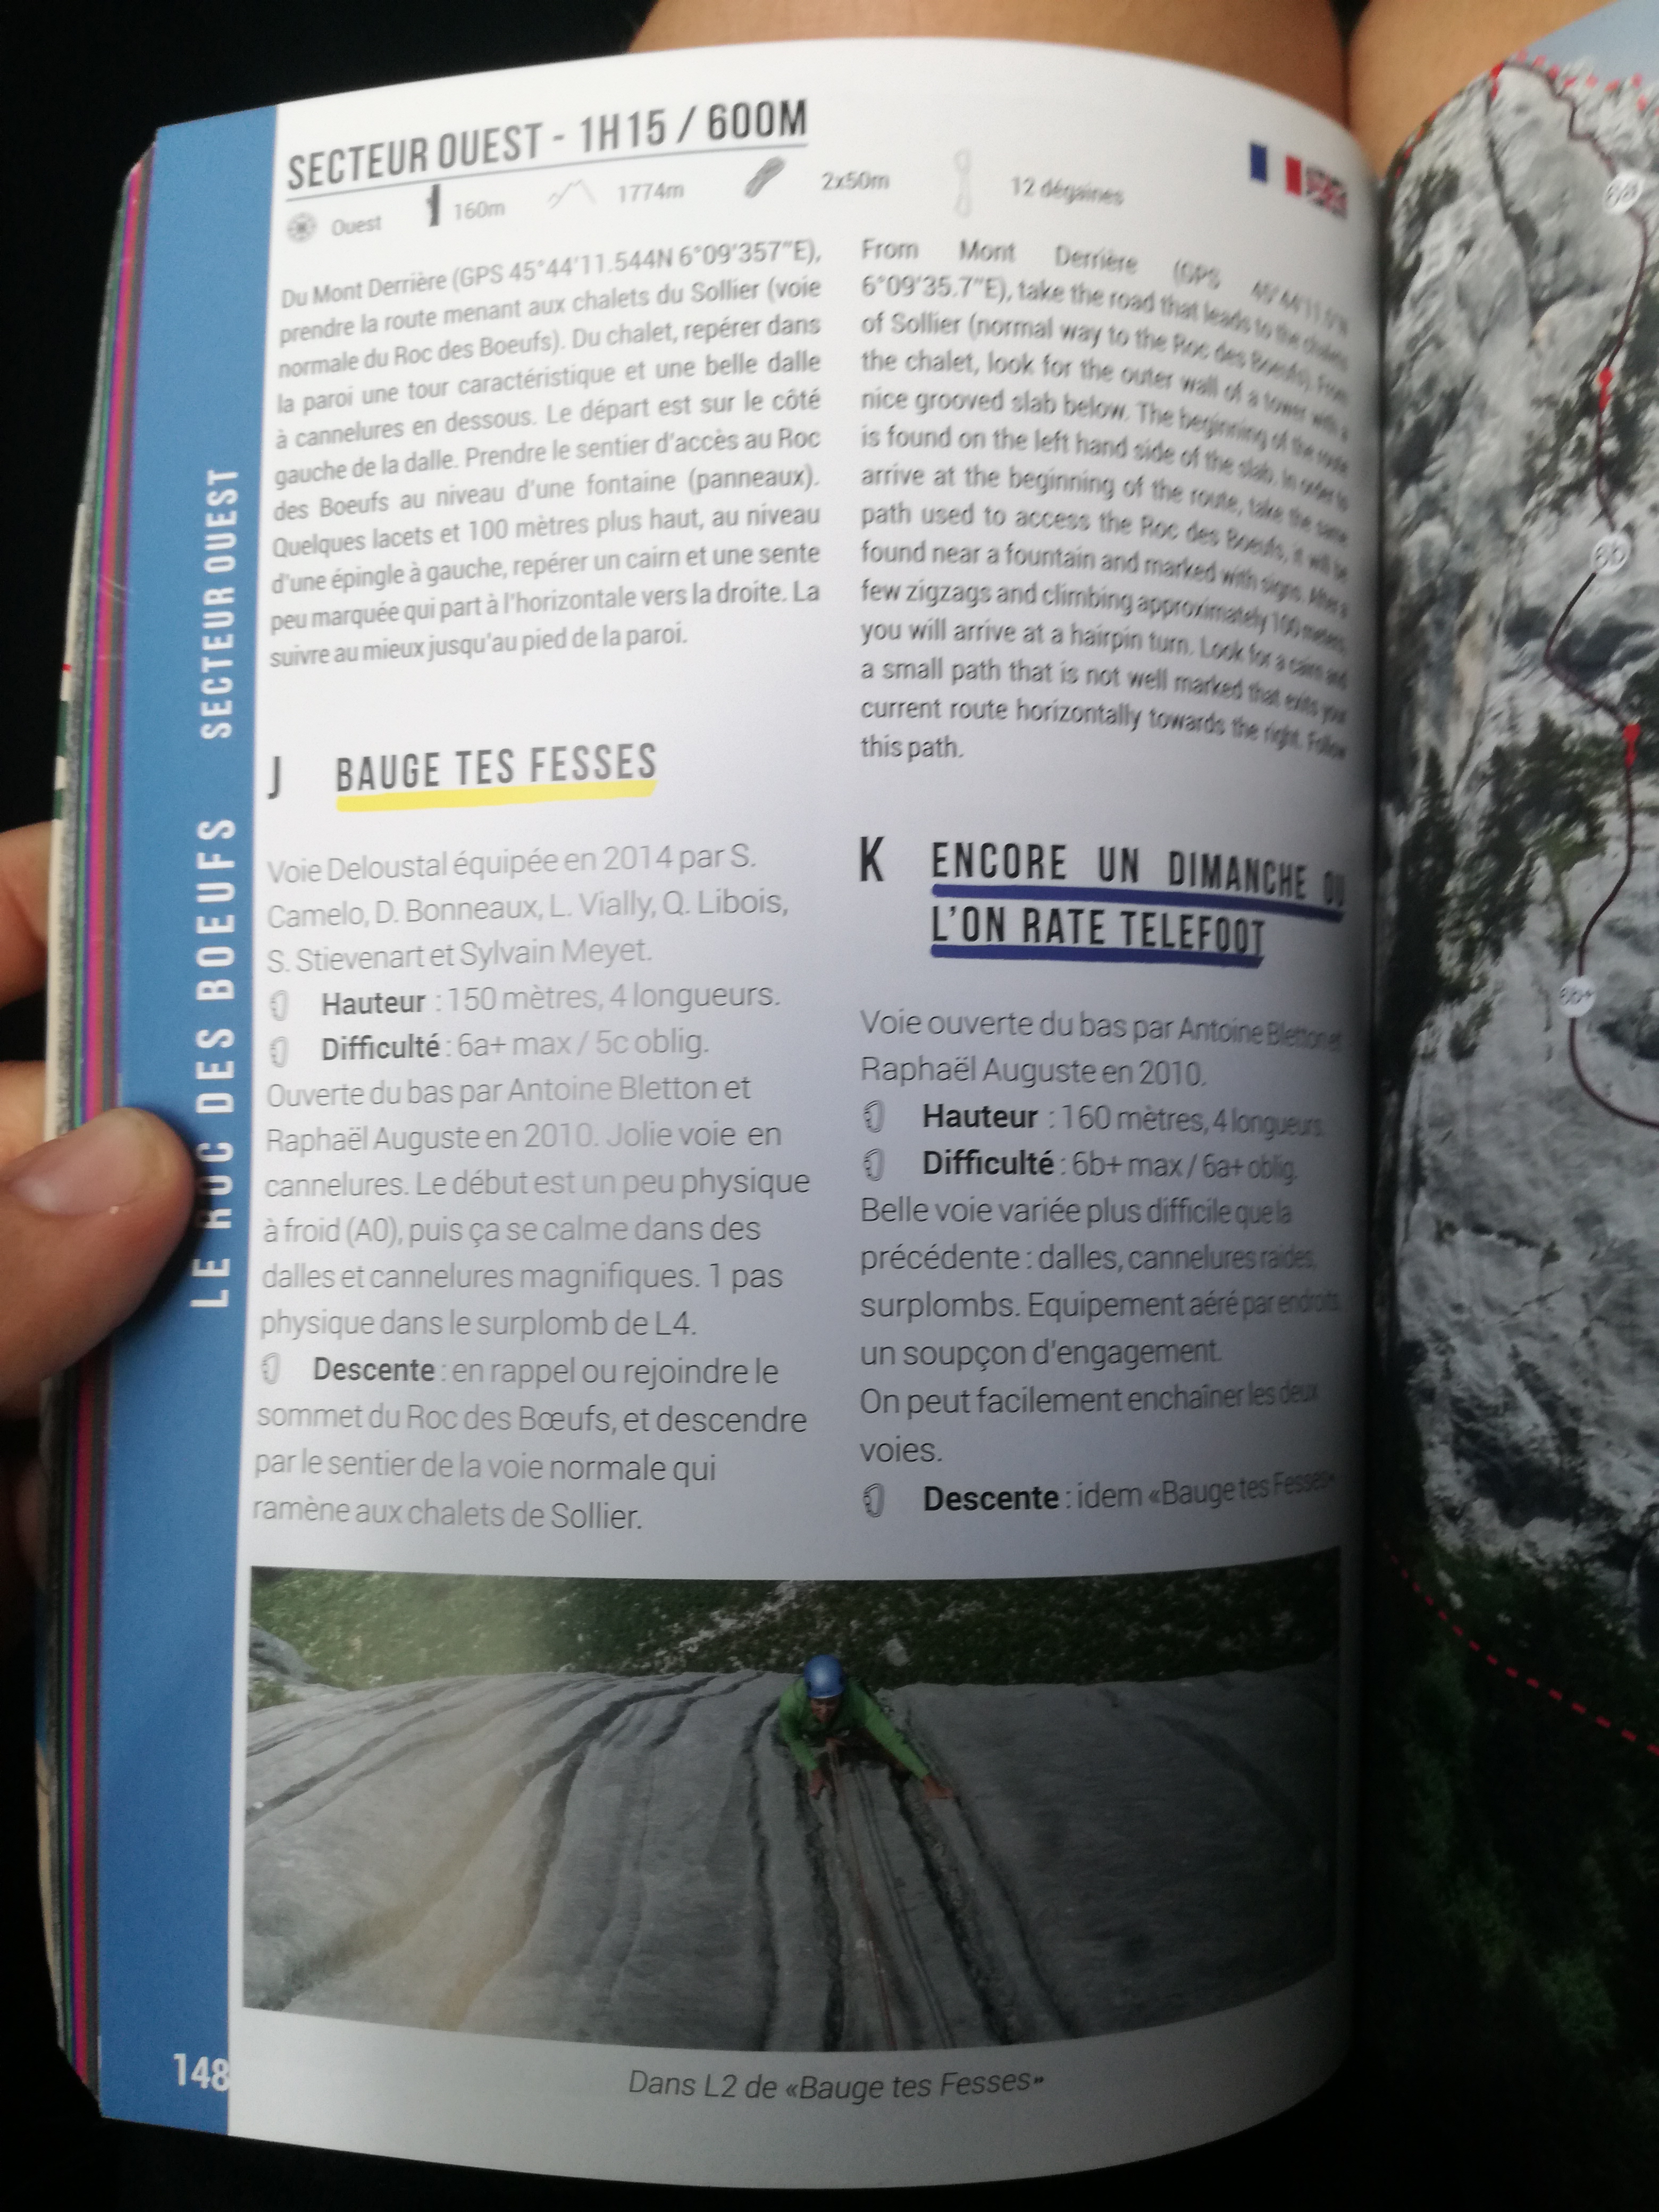 SECTEUR OUEST - 1H15 / 600M
Ouest 160m 1774m 2x50m 12 dégaines
Du Mont Derrière (GPS 45°44'11.544N 6°09'357"E),
prendre la route menant aux chalets du Sollier (voie
normale du Roc des Boeufs). Du chalet, repérer dans
la paroi une tour caractéristique et une belle dalle
à cannelures en dessous. Le départ est sur le côté
gauche de la dalle. Prendre le sentier d'accès au Roc
des Boeufs au niveau d'une fontaine (panneaux).
Quelques lacets et 100 mètres plus haut, au niveau
d'une épingle à gauche, repérer un cairn et une sente
peu marquée qui part à l'horizontale vers la droite. La
suivre au mieux jusqu'au pied de la paroi.
J BAUGE TES FESSES
Voie Deloustal équipée en 2014 par S.
Camelo, D. Bonneaux, L. Vially, Q. Libois,
S. Stievenart et Sylvain Meyet.
Hauteur : 150 mètres, 4 longueurs.
Difficulté : 6a+ max / 5c oblig.
Ouverte du bas par Antoine Bletton et
Raphaël Auguste en 2010. Jolie voie en
cannelures. Le début est un peu physique
à froid (A0), puis ça se calme dans des
dalles et cannelures magnifiques. 1 pas
physique dans le surplomb de L4.
Descente : en rappel ou rejoindre le
sommet du Roc des Bœufs, et descendre
par le sentier de la voie normale qui
ramène aux chalets de Sollier.
From Mont Derrière (GPS
6°09'35.7"E), take the road that leads to the chalets
of Sollier (normal way to the Roc des Boeufs). From
the chalet, look for the outer wall of a tower with a
nice grooved slab below. The beginning of the route
is found on the left hand side of the slab. In order to
arrive at the beginning of the route, take the same
path used to access the Roc des Boeufs, it will be
found near a fountain and marked with signs. After a
few zigzags and climbing approximately 100 meters,
you will arrive at a hairpin turn. Look for a cairn and
a small path that is not well marked that exits your
current route horizontally towards the right. Follow
this path.
K ENCORE UN DIMANCHE OU
L'ON RATE TELEFOOT
Voie ouverte du bas par Antoine Bletton et
Raphaël Auguste en 2010.
Hauteur : 160 mètres, 4 longueurs.
Difficulté : 6b+ max / 6a+ oblig.
Belle voie variée plus difficile que la
précédente : dalles, cannelures raides,
surplombs. Equipement aéré par endroits,
un soupçon d'engagement.
On peut facilement enchaîner les deux
voies.
Descente : idem «Bauge tes Fesses»
Dans L2 de «Bauge tes Fesses»
LE ROC DES BOEUFS SECTEUR OUEST
148
6b
6b+